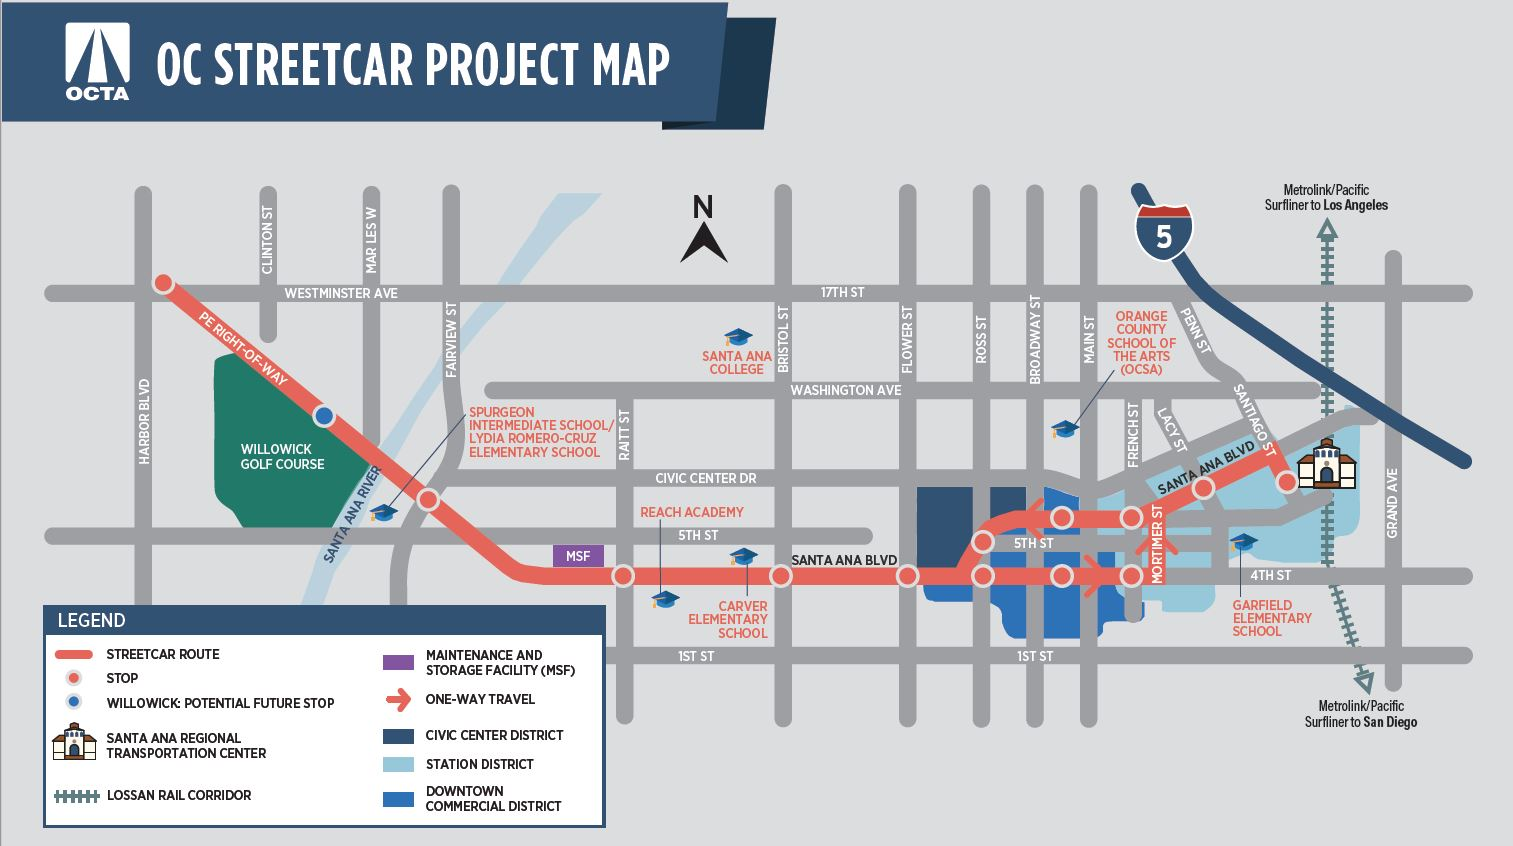 OCTA
OC STREETCAR PROJECT MAP
N
5
Metrolink/Pacific
Surfliner to Los Angeles
CLINTON ST
MAR LES W
WESTMINSTER AVE
17TH ST
PE RIGHT-OF-WAY
HARBOR BLVD
FAIRVIEW ST
SANTA ANA
COLLEGE
BRISTOL ST
FLOWER ST
ROSS ST
BROADWAY ST
MAIN ST
ORANGE
COUNTY
SCHOOL OF
THE ARTS
(OCSA)
PENN ST
WASHINGTON AVE
WILLOWICK
GOLF COURSE
SANTA ANA RIVER
SPURGEON
INTERMEDIATE SCHOOL/
LYDIA ROMERO-CRUZ
ELEMENTARY SCHOOL
RAITT ST
FRENCH ST
LACY ST
SANTIAGO ST
SANTA ANA BLVD
CIVIC CENTER DR
GRAND AVE
REACH ACADEMY
5TH ST
5TH ST
MORTIMER ST
MSF
SANTA ANA BLVD
4TH ST
CARVER
ELEMENTARY
SCHOOL
GARFIELD
ELEMENTARY
SCHOOL
1ST ST
1ST ST
Metrolink/Pacific
Surfliner to San Diego
LEGEND
STREETCAR ROUTE
STOP
WILLOWICK: POTENTIAL FUTURE STOP
SANTA ANA REGIONAL
TRANSPORTATION CENTER
LOSSAN RAIL CORRIDOR
MAINTENANCE AND
STORAGE FACILITY (MSF)
ONE-WAY TRAVEL
CIVIC CENTER DISTRICT
STATION DISTRICT
DOWNTOWN
COMMERCIAL DISTRICT